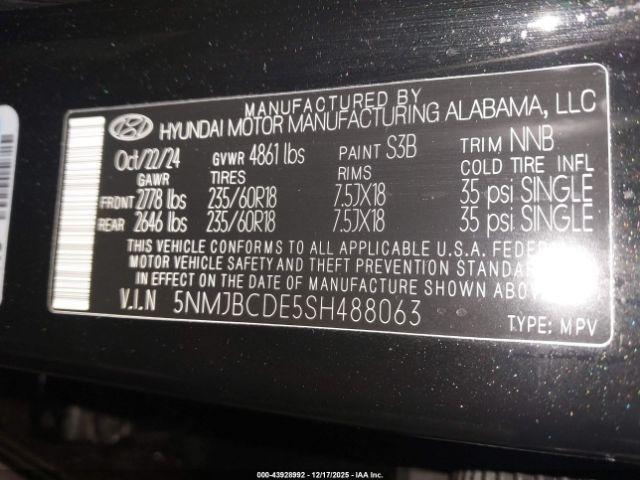 MANUFACTURED BY
HYUNDAI MOTOR MANUFACTURING ALABAMA, LLC
Oct/22/24 GVWR 4861 lbs PAINT S3B TRIM NNB
GAWR TIRES RIMS COLD TIRE INFL
FRONT 2778 lbs 235/60R18 7.5JX18 35 psi SINGLE
REAR 2646 lbs 235/60R18 7.5JX18 35 psi SINGLE
THIS VEHICLE CONFORMS TO ALL APPLICABLE U.S.A. FEDER
MOTOR VEHICLE SAFETY AND THEFT PREVENTION STANDAR
IN EFFECT ON THE DATE OF MANUFACTURE SHOWN ABOVE.
V.I.N 5NMJBCDE5SH488063 TYPE: MPV
000-43928992 - 12/17/2025 - IAA Inc.